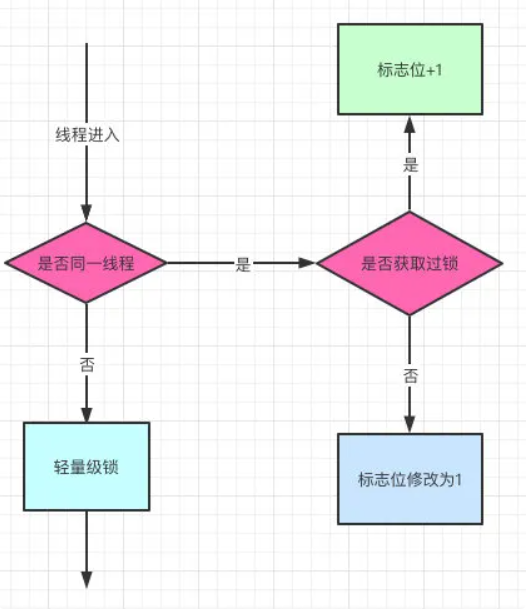 标志位+1
线程进入
是
是否同一线程
是
是否获取过锁
否
否
轻量级锁
标志位修改为1